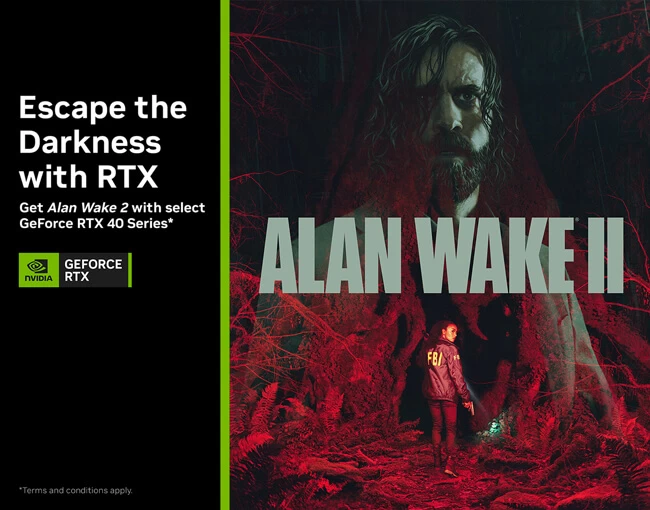 Escape the
Darkness
with RTX
Get Alan Wake 2 with select
GeForce RTX 40 Series*
NVIDIA
GEFORCE
RTX
*Terms and conditions apply.
ALAN WAKE II
FBI